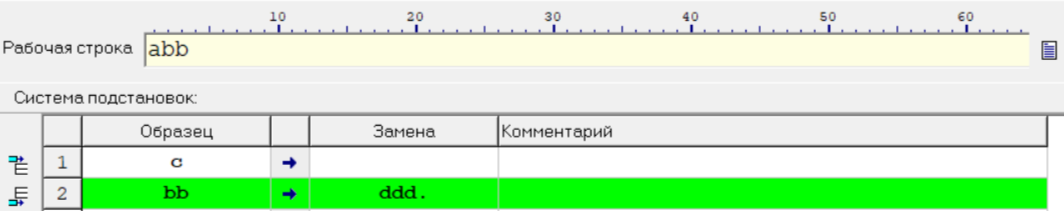 10 20 30 40 50 60
Рабочая строка abb
Система подстановок:
Образец Замена Комментарий
1 c ➔
2 bb ➔ ddd.